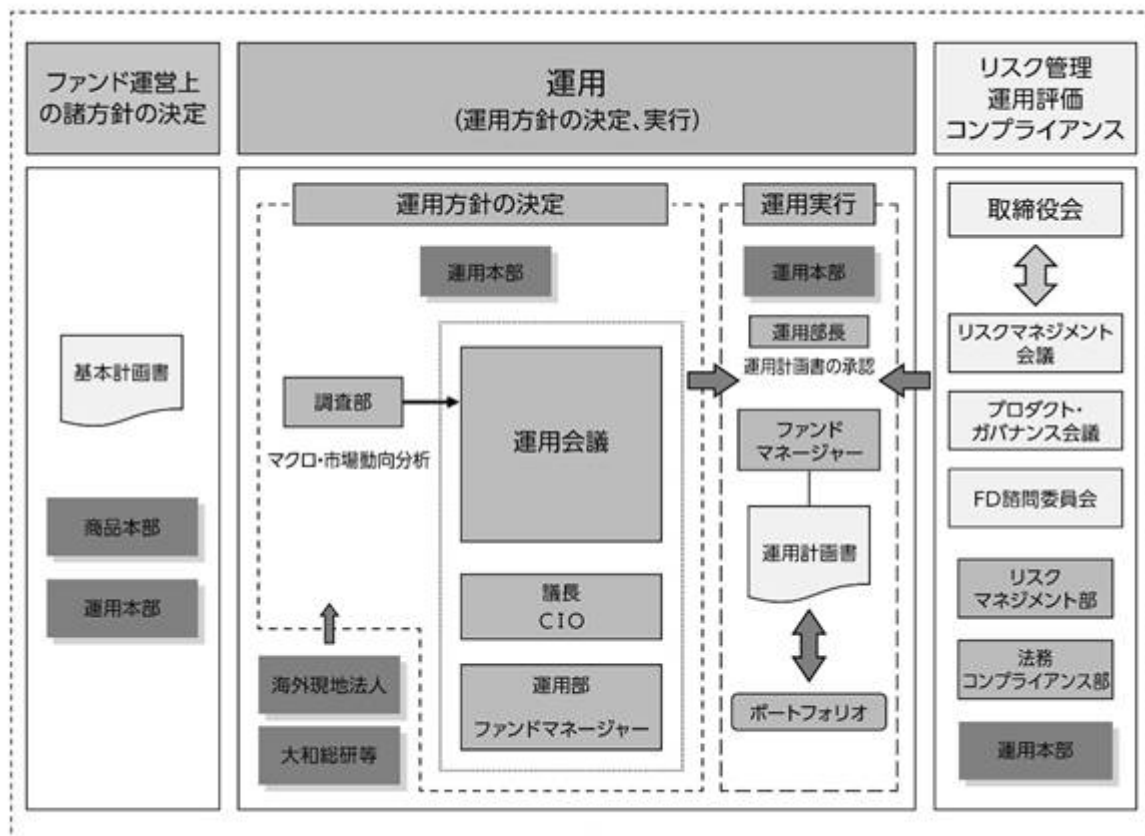 ファンド運営上
の諸方針の決定
基本計画書
商品本部
運用本部
運用
(運用方針の決定、実行)
運用方針の決定
運用本部
調査部
マクロ・市場動向分析
運用会議
議長
CIO
運用部
ファンドマネージャー
海外現地法人
大和総研等
運用実行
運用本部
運用部長
運用計画書の承認
ファンド
マネージャー
運用計画書
ポートフォリオ
リスク管理
運用評価
コンプライアンス
取締役会
リスクマネジメント
会議
プロダクト・
ガバナンス会議
FD諮問委員会
リスク
マネジメント部
法務
コンプライアンス部
運用本部